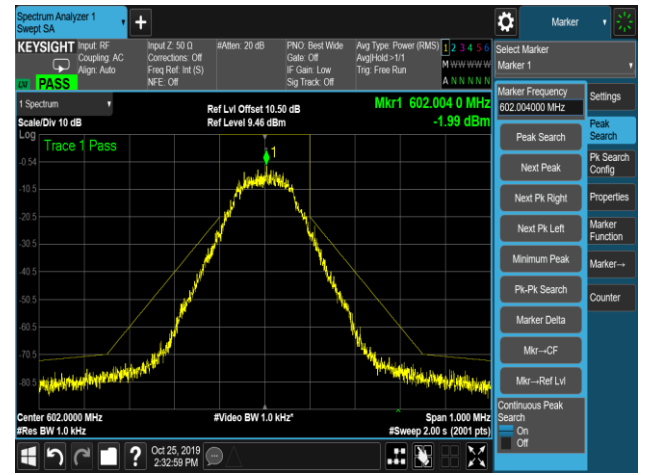 Spectrum Analyzer 1
Swept SA
Marker
KEYSIGHT
Input: RF
Coupling: AC
Align: Auto
Input Z: 50 Ω
Corrections: Off
Freq Ref: Int (S)
NFE: Off
#Atten: 20 dB
PNO: Best Wide
Gate: Off
IF Gain: Low
Sig Track: Off
Avg Type: Power (RMS)
Avg|Hold:>1/1
Trig: Free Run
1 2 3 4 5 6
M W W W W W
A N N N N N
PASS
Select Marker
Marker 1
1 Spectrum
Scale/Div 10 dB
Ref Lvl Offset 10.50 dB
Ref Level 9.46 dBm
Mkr1 602.004 0 MHz
-1.99 dBm
Log
Trace 1 Pass
1
-0.54
-10.5
-20.5
-30.5
-40.5
-50.5
-60.5
-70.5
-80.5
Center 602.0000 MHz
#Res BW 1.0 kHz
#Video BW 1.0 kHz*
Span 1.000 MHz
#Sweep 2.00 s (2001 pts)
Marker Frequency
602.004000 MHz
Peak Search
Next Peak
Next Pk Right
Next Pk Left
Minimum Peak
Pk-Pk Search
Marker Delta
Mkr→CF
Mkr→Ref Lvl
Continuous Peak
Search
On
Off
Settings
Peak
Search
Pk Search
Config
Properties
Marker
Function
Marker→
Counter
?
Oct 25, 2019
2:32:59 PM